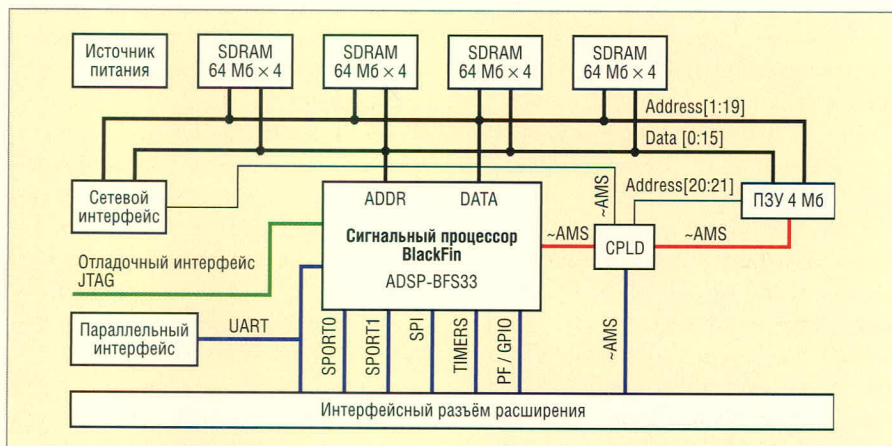 Источник
питания
SDRAM
64 Мб × 4
SDRAM
64 Мб × 4
SDRAM
64 Мб × 4
SDRAM
64 Мб × 4
Address[1:19]
Data [0:15]
Сетевой
интерфейс
ADDR
DATA
~AMS
Address[20:21]
ПЗУ 4 Мб
Сигнальный процессор
BlackFin
ADSP-BFS33
~AMS
CPLD
~AMS
Отладочный интерфейс
JTAG
Параллельный
интерфейс
UART
SPORT0
SPORT1
SPI
TIMERS
PF / GPIO
~AMS
Интерфейсный разъём расширения